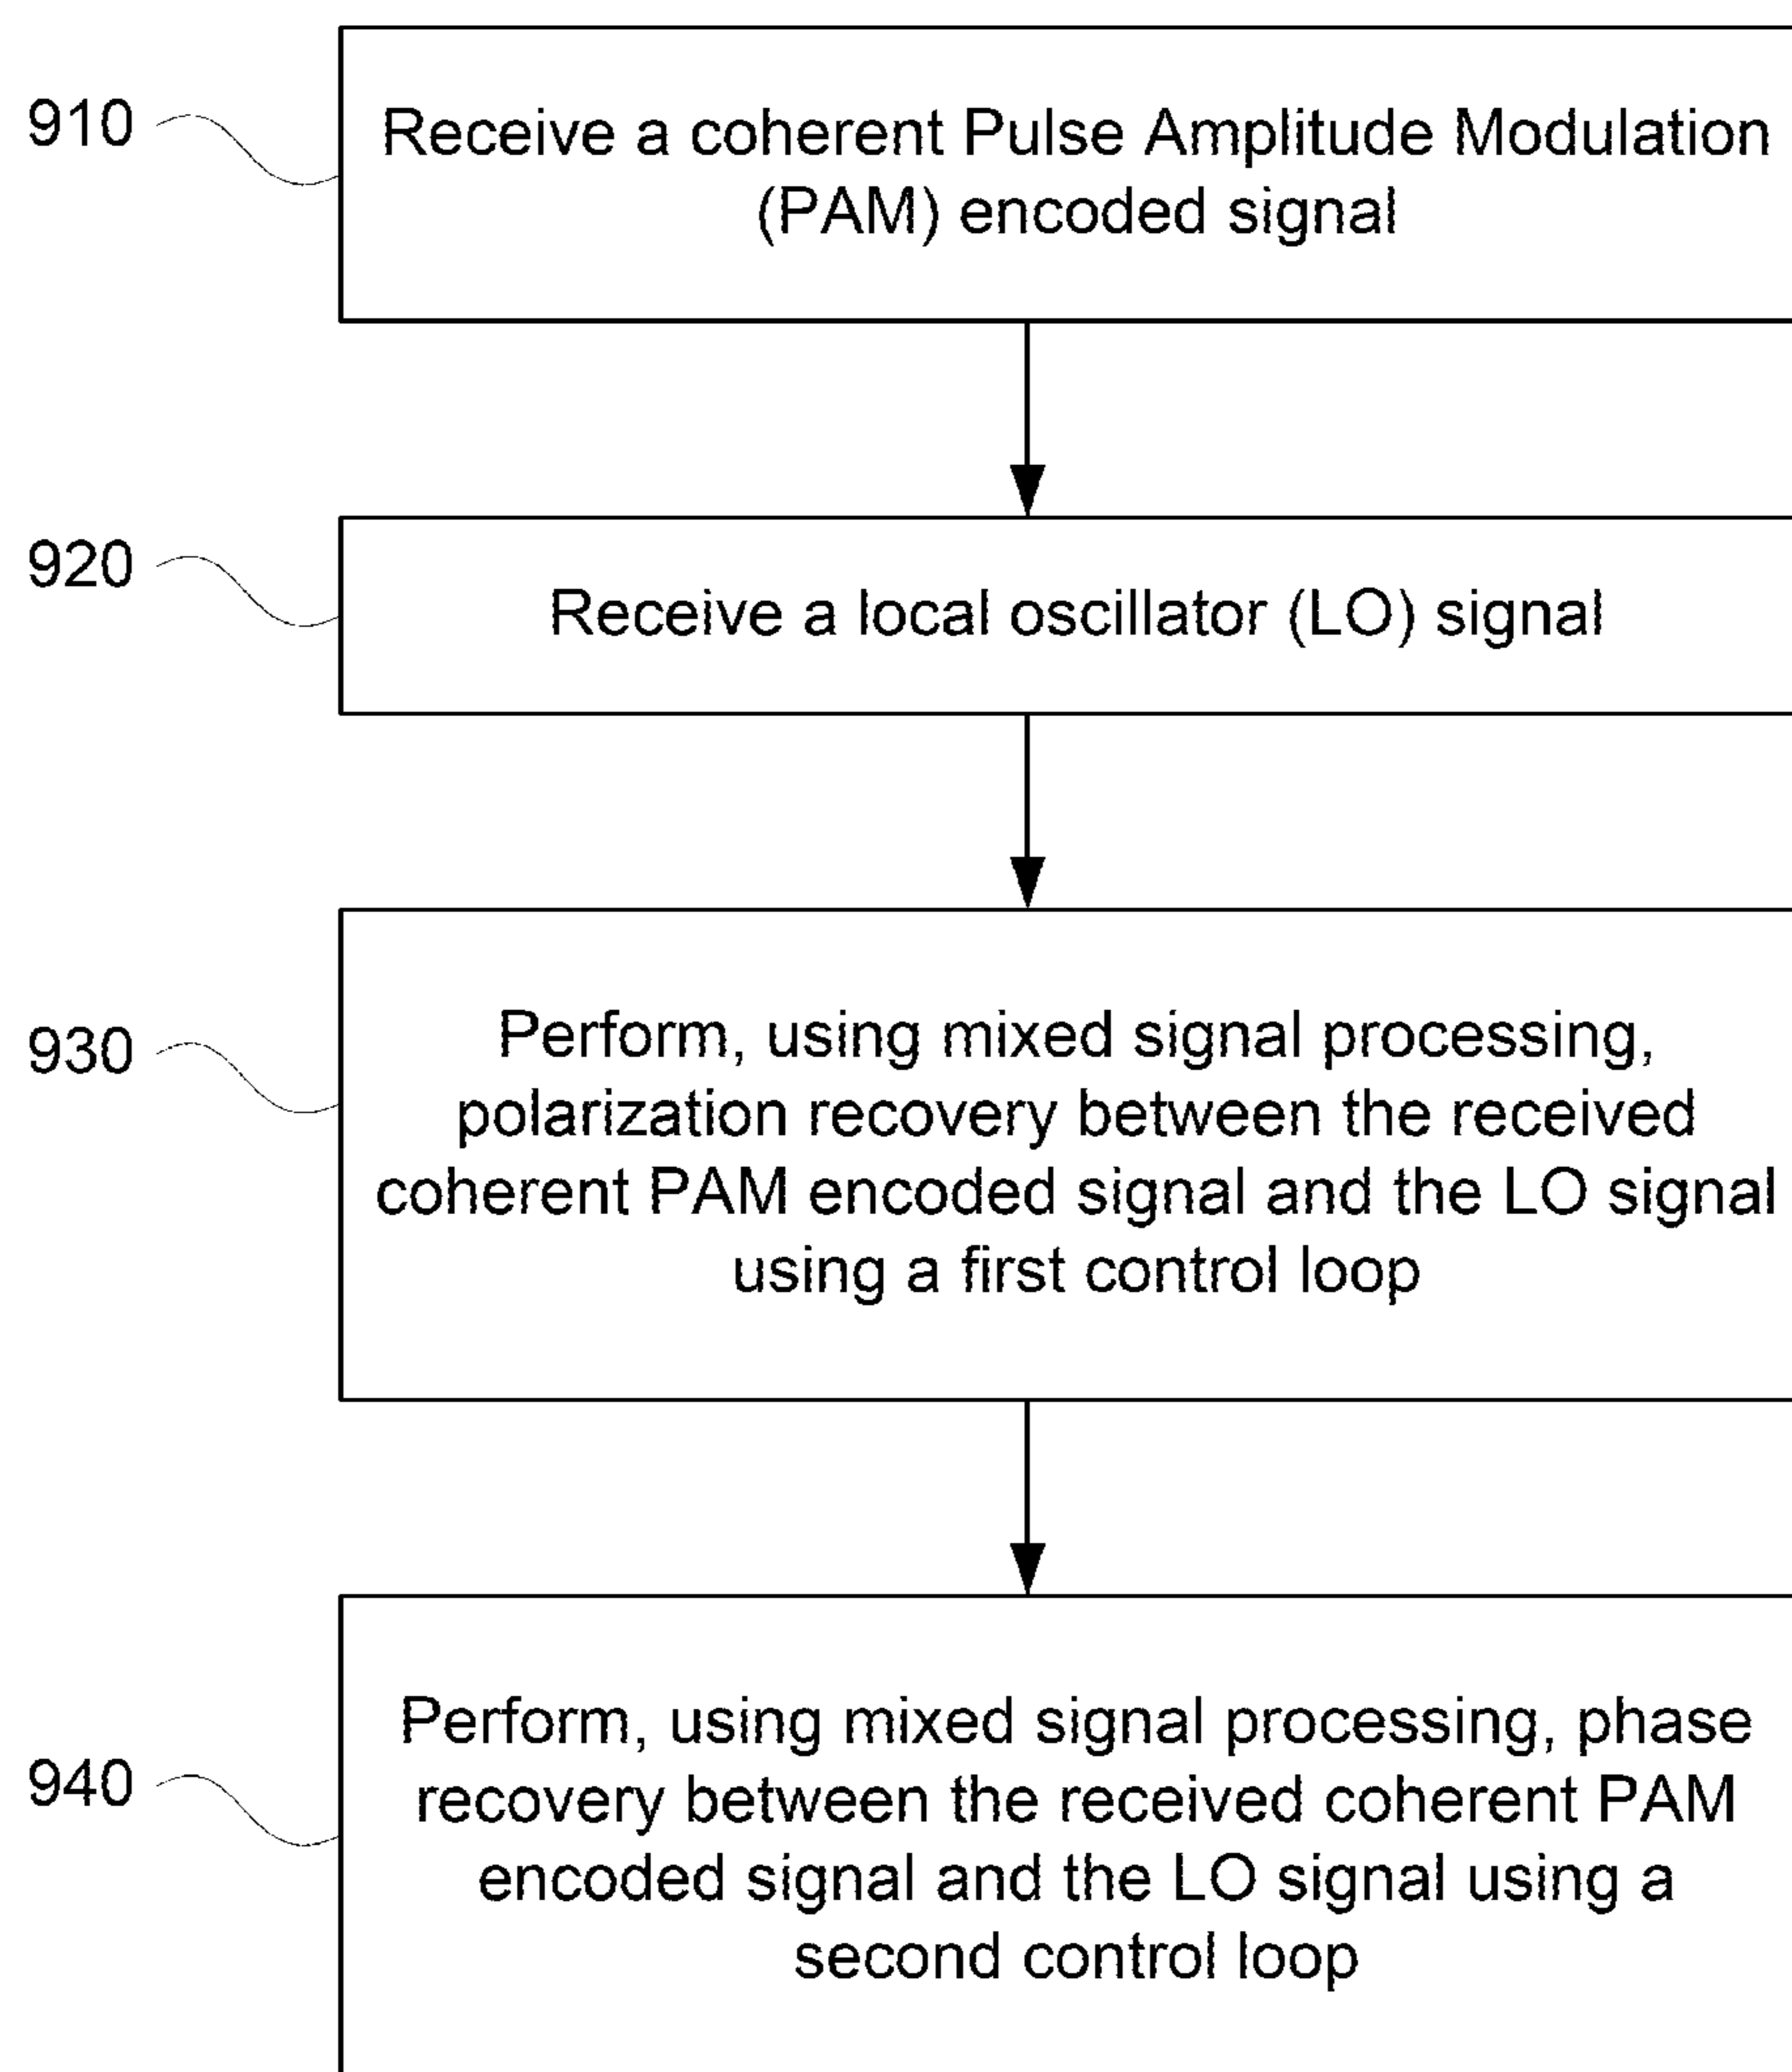 910
Receive a coherent Pulse Amplitude Modulation
(PAM) encoded signal
920
Receive a local oscillator (LO) signal
930
Perform, using mixed signal processing,
polarization recovery between the received
coherent PAM encoded signal and the LO signal
using a first control loop
940
Perform, using mixed signal processing, phase
recovery between the received coherent PAM
encoded signal and the LO signal using a
second control loop